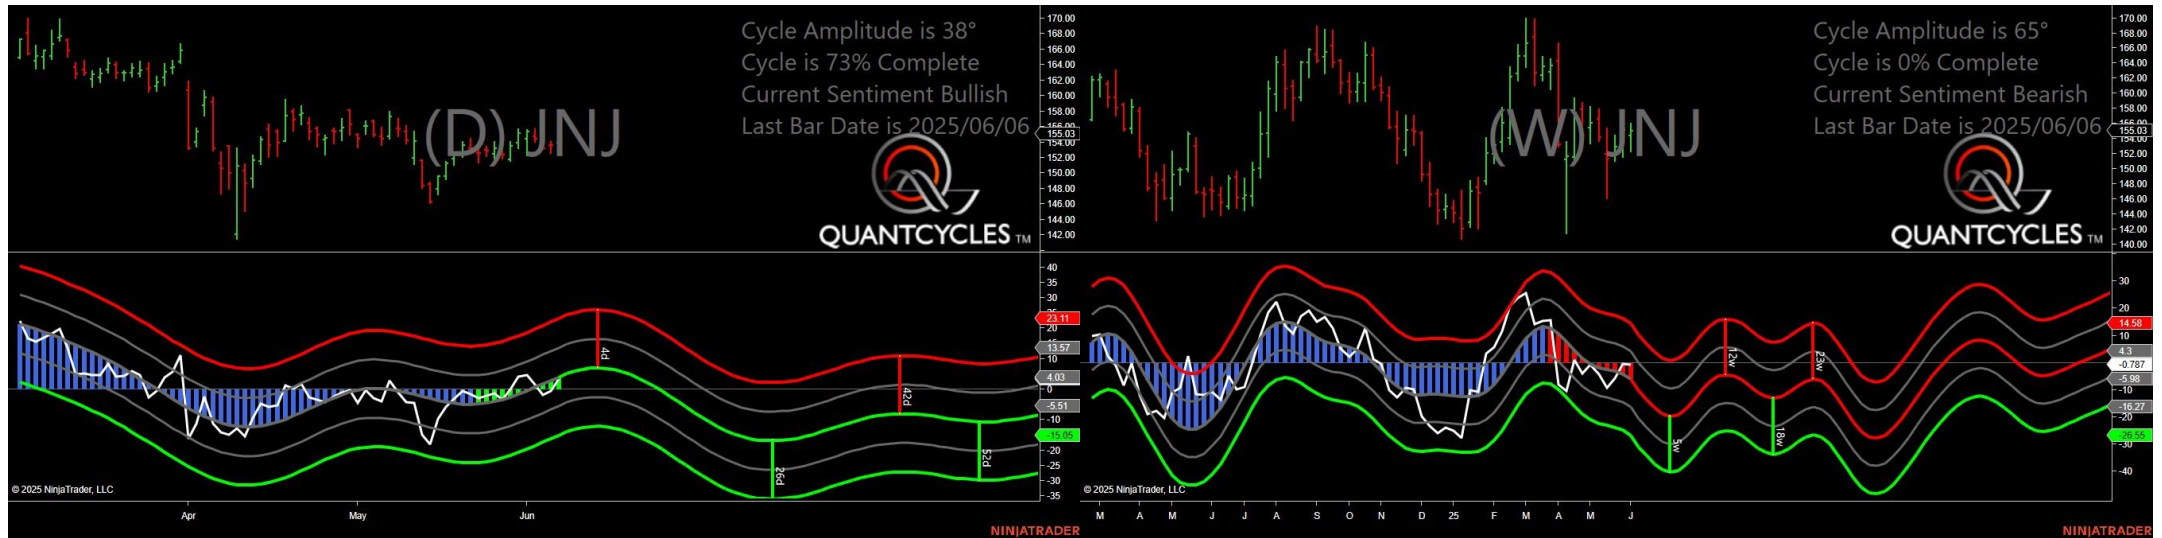 Cycle Amplitude is 38°
Cycle is 73% Complete
Current Sentiment Bullish
Last Bar Date is 2025/06/06
(D) JNJ
QUANTCYCLES TM
170.00
168.00
166.00
164.00
162.00
160.00
158.00
155.03
154.00
152.00
150.00
148.00
146.00
144.00
142.00
40
35
30
25
23.11
20
15
13.57
10
4.03
0
-5.51
-10
-15.05
-20
-25
-30
-35
4d
26d
42d
52d
© 2025 NinjaTrader, LLC
Apr May Jun
NINJATRADER
Cycle Amplitude is 65°
Cycle is 0% Complete
Current Sentiment Bearish
Last Bar Date is 2025/06/06
(W) JNJ
QUANTCYCLES TM
170.00
168.00
166.00
164.00
162.00
160.00
158.00
155.03
152.00
150.00
148.00
146.00
144.00
142.00
140.00
30
20
14.58
10
4.3
-0.787
-5.98
-10
-16.27
-20
-26.55
-30
-40
5w
12w
18w
23w
© 2025 NinjaTrader, LLC
M A M J J A S O N D 25 F M A M J
NINJATRADER